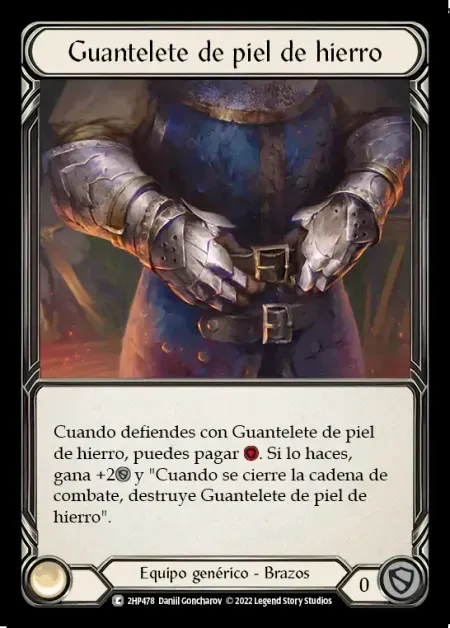 Guantelete de piel de hierro
Cuando defiendes con Guantelete de piel
de hierro, puedes pagar . Si lo haces,
gana +2 y "Cuando se cierre la cadena de
combate, destruye Guantelete de piel de
hierro".
Equipo genérico - Brazos
0
C 2HP478 Daniil Goncharov © 2022 Legend Story Studios